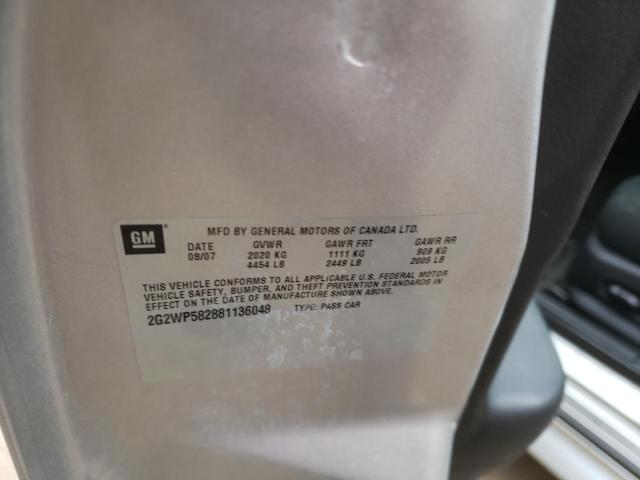 GM
MFD BY GENERAL MOTORS OF CANADA LTD.
DATE GVWR GAWR FRT GAWR RR
08/07 2020 KG 1111 KG 909 KG
4454 LB 2449 LB 2005 LB
THIS VEHICLE CONFORMS TO ALL APPLICABLE U.S. FEDERAL MOTOR
VEHICLE SAFETY, BUMPER, AND THEFT PREVENTION STANDARDS IN
EFFECT ON THE DATE OF MANUFACTURE SHOWN ABOVE.
2G2WP582881136048 TYPE: PASS CAR